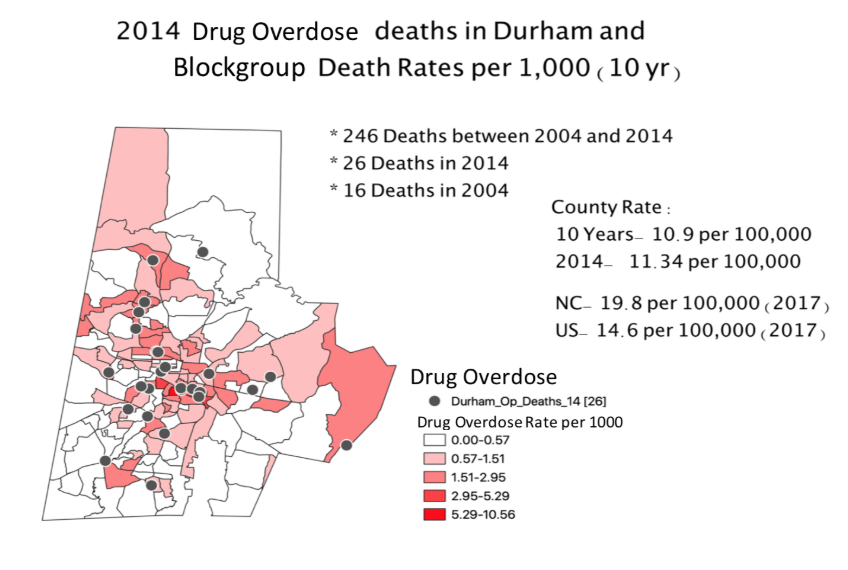 2014 Drug Overdose deaths in Durham and
Blockgroup Death Rates per 1,000 ( 10 yr )
* 246 Deaths between 2004 and 2014
* 26 Deaths in 2014
* 16 Deaths in 2004
County Rate :
10 Years– 10.9 per 100,000
2014– 11.34 per 100,000
NC– 19.8 per 100,000 ( 2017 )
US– 14.6 per 100,000 ( 2017 )
Drug Overdose
Durham_Op_Deaths_14 [26]
Drug Overdose Rate per 1000
0.00-0.57
0.57-1.51
1.51-2.95
2.95-5.29
5.29-10.56